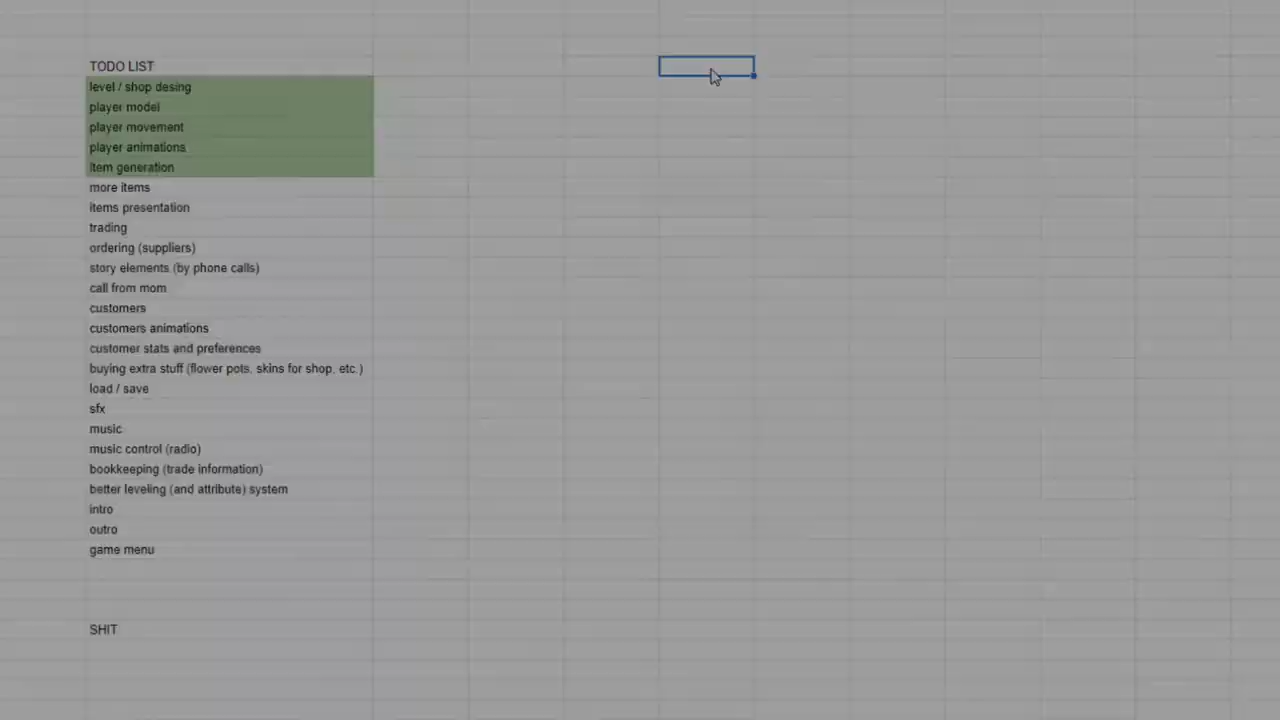 TODO LIST
level / shop desing
player model
player movement
player animations
item generation
more items
items presentation
trading
ordering (suppliers)
story elements (by phone calls)
call from mom
customers
customers animations
customer stats and preferences
buying extra stuff (flower pots, skins for shop, etc.)
load / save
sfx
music
music control (radio)
bookkeeping (trade information)
better leveling (and attribute) system
intro
outro
game menu
SHIT